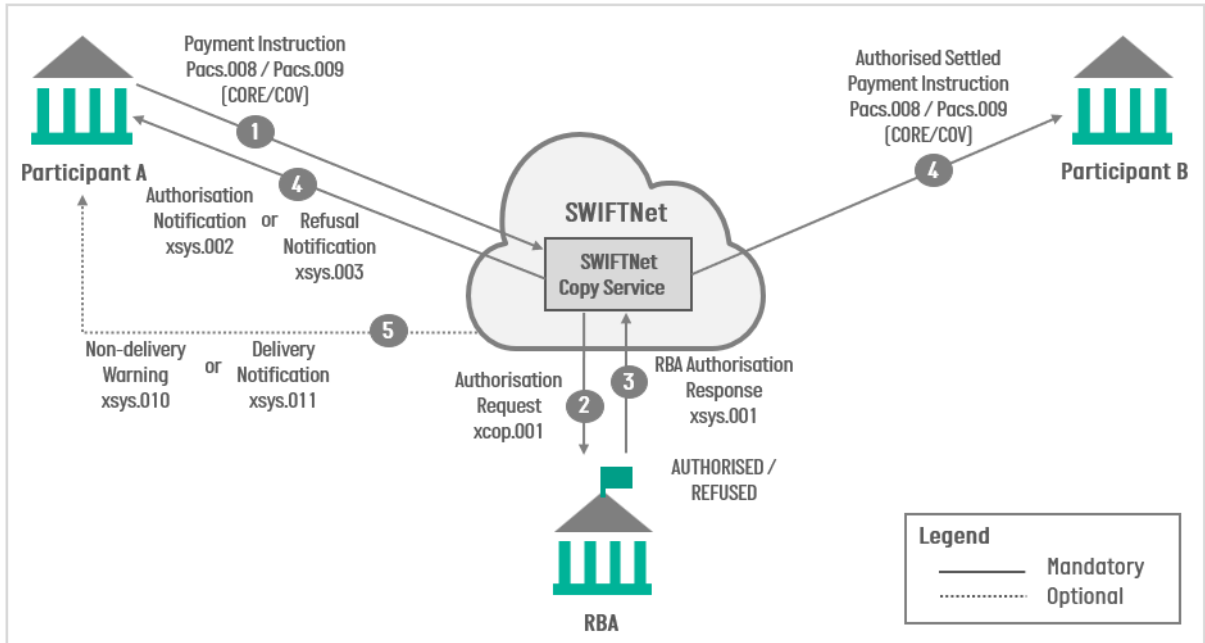 Payment Instruction
Pacs.008 / Pacs.009
(CORE/COV)
1
Participant A
4
Authorisation
Notification
xsys.002
or
Refusal
Notification
xsys.003
SWIFTNet
SWIFTNet
Copy Service
Authorised Settled
Payment Instruction
Pacs.008 / Pacs.009
(CORE/COV)
4
Participant B
5
Non-delivery
Warning
xsys.010
or
Delivery
Notification
xsys.011
Authorisation
Request
xcop.001
2
3
RBA Authorisation
Response
xsys.001
AUTHORISED /
REFUSED
RBA
Legend
Mandatory
Optional